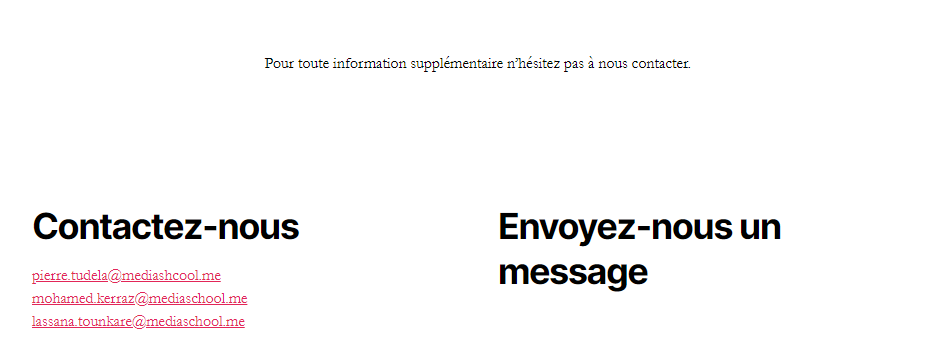 Pour toute information supplémentaire n'hésitez pas à nous contacter.
Contactez-nous
pierre.tudela@mediashcool.me
mohamed.kerraz@mediaschool.me
lassana.tounkare@mediaschool.me
Envoyez-nous un
message